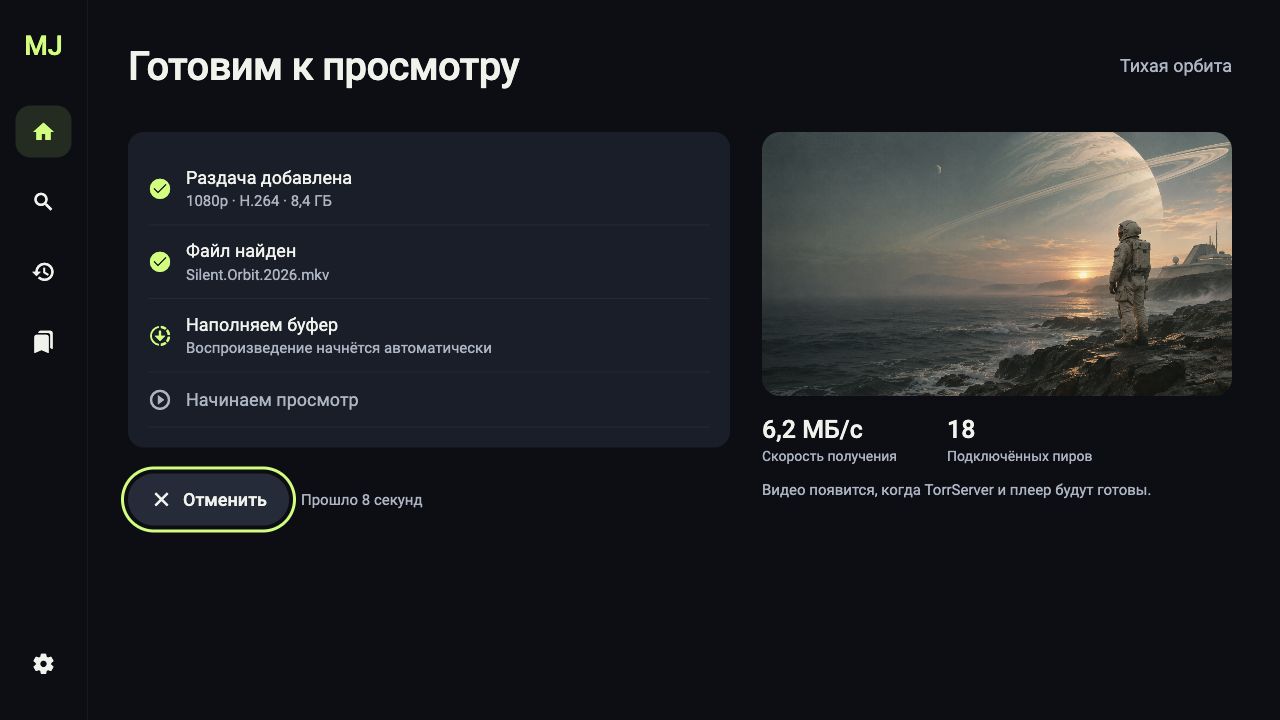 MJ
Готовим к просмотру
Тихая орбита
Раздача добавлена
1080p · H.264 · 8,4 ГБ
Файл найден
Silent.Orbit.2026.mkv
Наполняем буфер
Воспроизведение начнётся автоматически
Начинаем просмотр
Отменить
Прошло 8 секунд
6,2 МБ/с
Скорость получения
18
Подключённых пиров
Видео появится, когда TorrServer и плеер будут готовы.